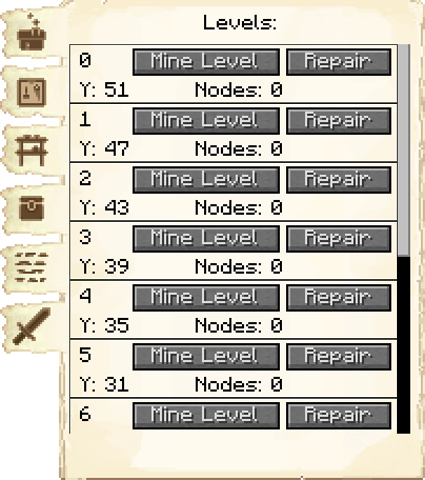 Levels:
0 Mine Level Repair
Y: 51 Nodes: 0
1 Mine Level Repair
Y: 47 Nodes: 0
2 Mine Level Repair
Y: 43 Nodes: 0
3 Mine Level Repair
Y: 39 Nodes: 0
4 Mine Level Repair
Y: 35 Nodes: 0
5 Mine Level Repair
Y: 31 Nodes: 0
6 Mine Level Repair